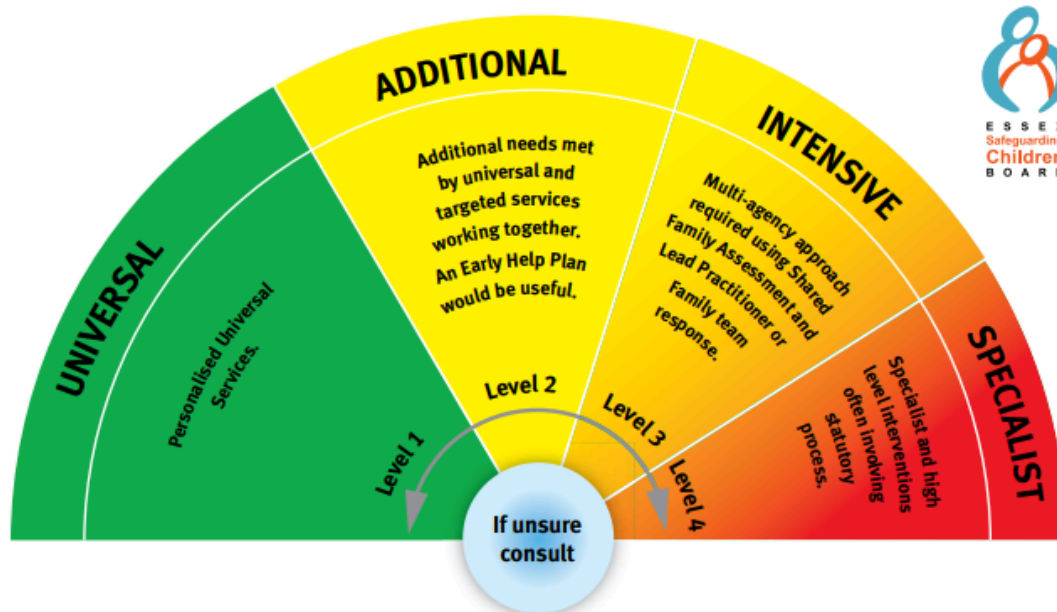 UNIVERSAL
Personalised Universal
Services.
Level 1
ADDITIONAL
Additional needs met
by universal and
targeted services
working together.
An Early Help Plan
would be useful.
Level 2
INTENSIVE
Multi-agency approach
required using Shared
Family Assessment and
Lead Practitioner or
Family team
response.
Level 3
SPECIALIST
Specialist and high
level interventions
often involving
statutory
process.
Level 4
If unsure
consult
Children